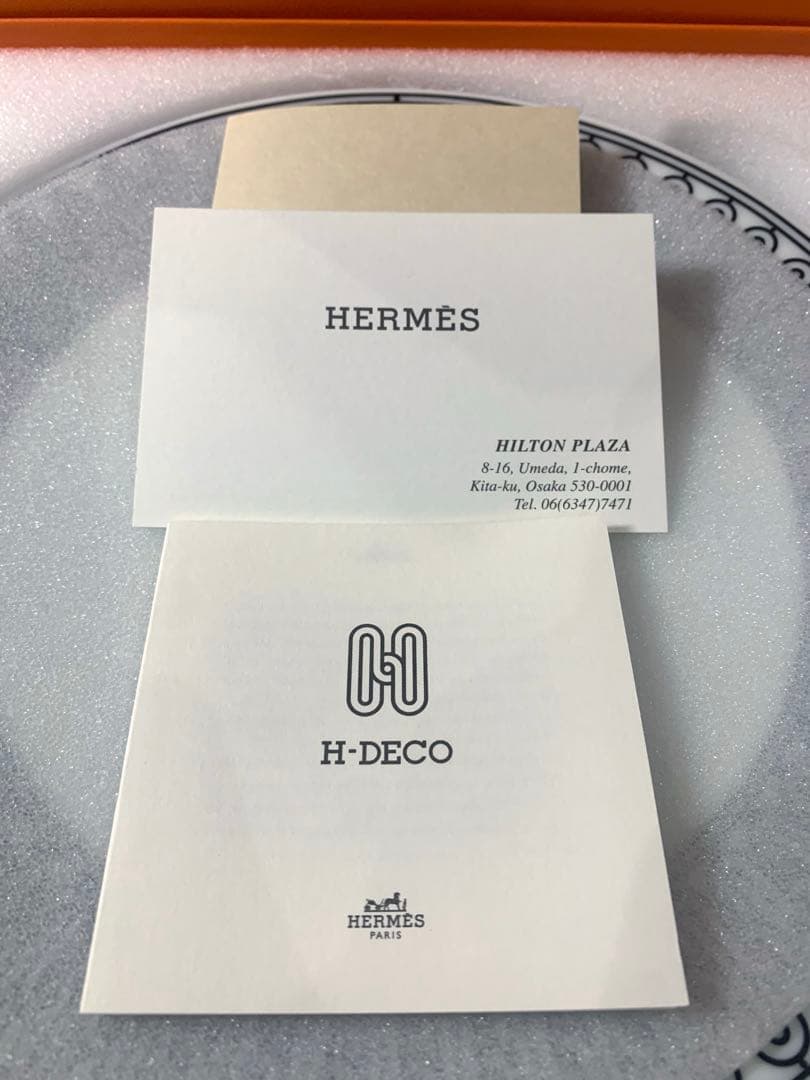 HERMÈS
HILTON PLAZA
8-16, Umeda, 1-chome,
Kita-ku, Osaka 530-0001
Tel. 06(6347)7471
H-DECO
HERMÈS
PARIS